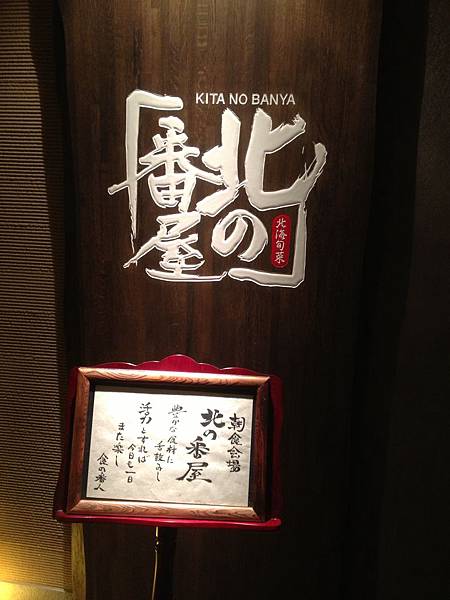 KITA NO BANYA
北の
番屋
北海旬菜
朝食会場
北の番屋
豊かな食材に
舌鼓みし
活力とすれば
今日も一日
また楽し
食の番人